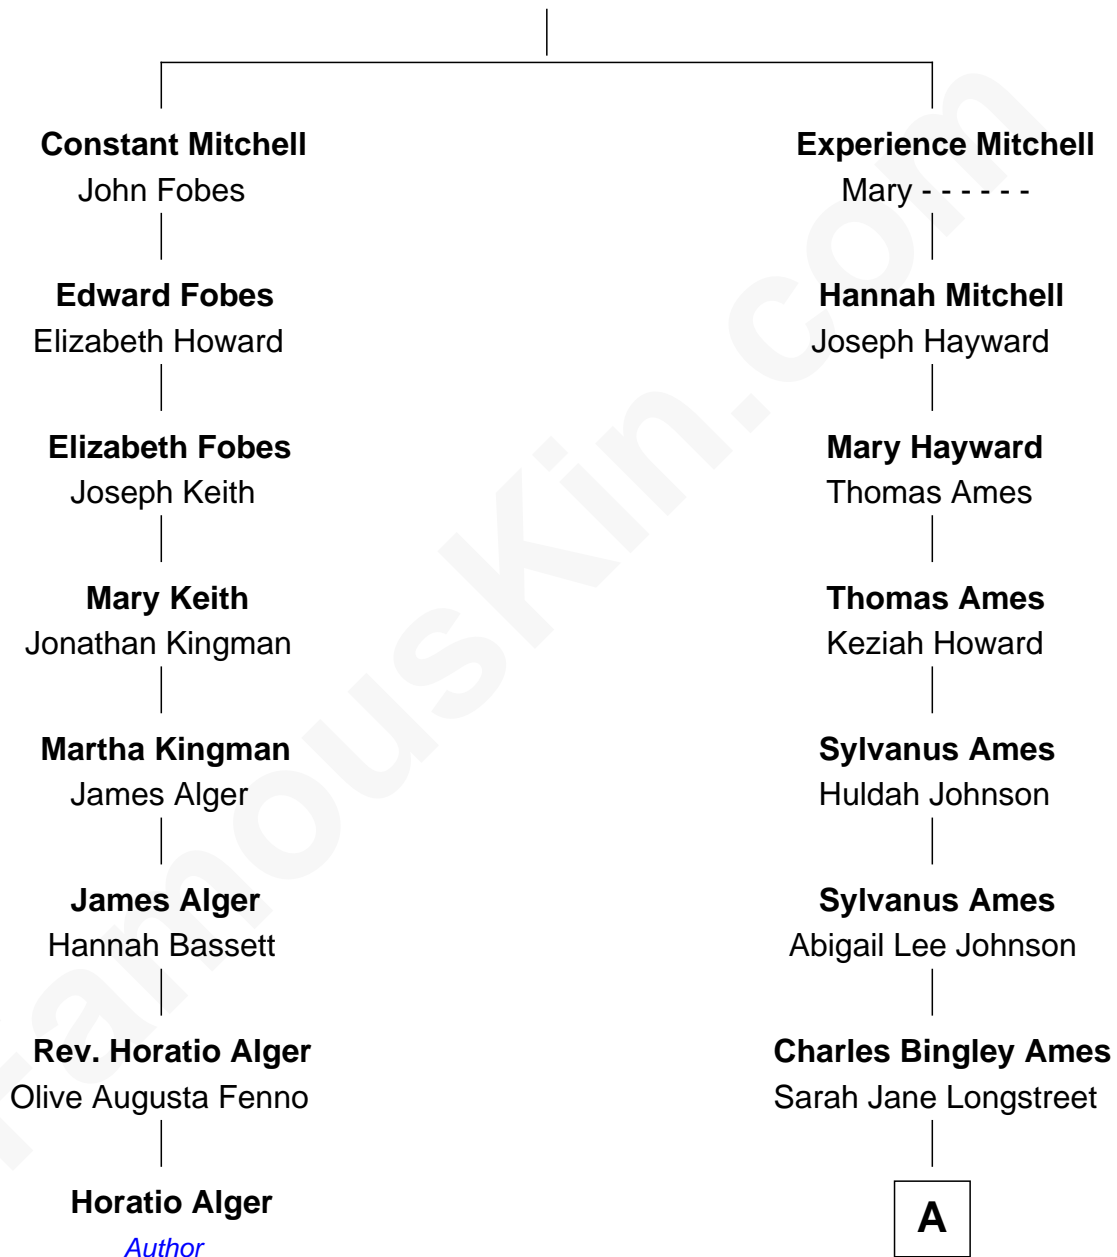 Constant Mitchell
John Fobes
Edward Fobes
Elizabeth Howard
Elizabeth Fobes
Joseph Keith
Mary Keith
Jonathan Kingman
Martha Kingman
James Alger
James Alger
Hannah Bassett
Rev. Horatio Alger
Olive Augusta Fenno
Horatio Alger
Author
Experience Mitchell
Mary - - - - - -
Hannah Mitchell
Joseph Hayward
Mary Hayward
Thomas Ames
Thomas Ames
Keziah Howard
Sylvanus Ames
Huldah Johnson
Sylvanus Ames
Abigail Lee Johnson
Charles Bingley Ames
Sarah Jane Longstreet
A
FamousKin.com